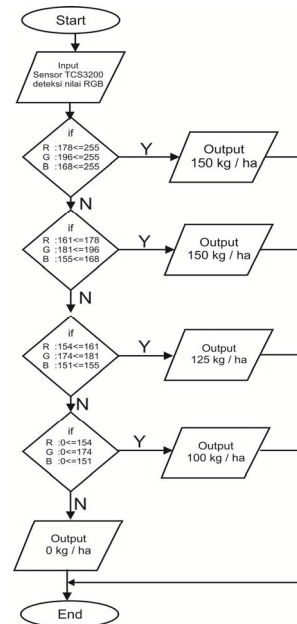 Start
Input
Sensor TCS3200
deteksi nilai RGB
if
R :178<=255
G :196<=255
B :168<=255
Y
Output
150 kg / ha
N
if
R :161<=178
G :181<=196
B :155<=168
Y
Output
150 kg / ha
N
if
R :154<=161
G :174<=181
B :151<=155
Y
Output
125 kg / ha
N
if
R :0<=154
G :0<=174
B :0<=151
Y
Output
100 kg / ha
N
Output
0 kg / ha
End